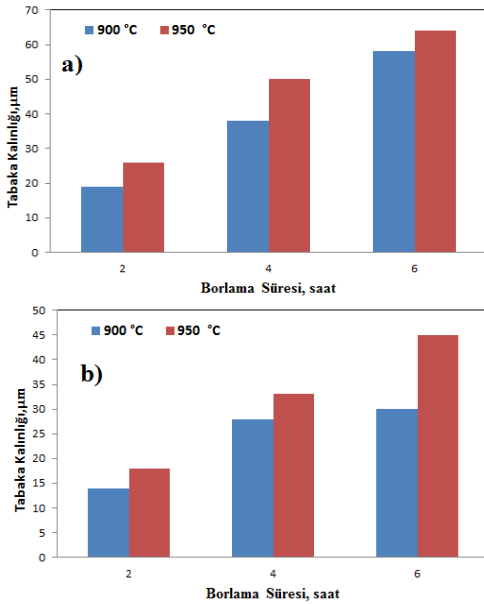 70
60
50
40
30
20
10
0
Tabaka Kalınlığı,µm
900 °C 950 °C
a)
2 4 6
Borlama Süresi, saat
50
45
40
35
30
25
20
15
10
5
0
Tabaka Kalınlığı,µm
900 °C 950 °C
b)
2 4 6
Borlama Süresi, saat